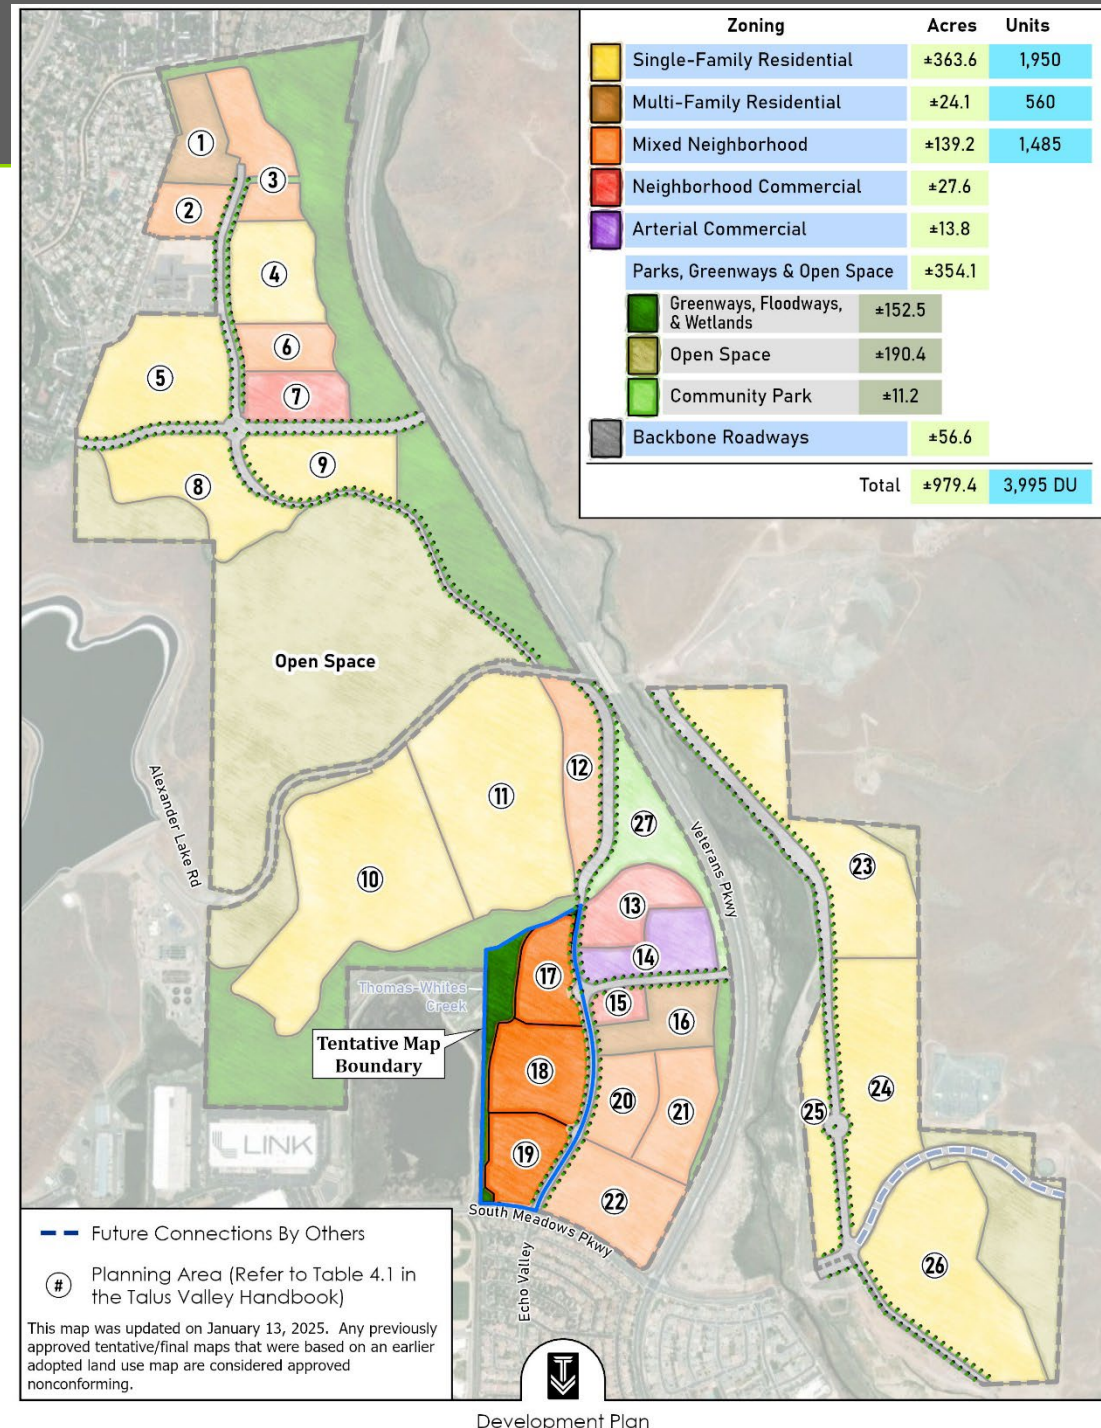 Zoning Acres Units
Single-Family Residential ±363.6 1,950
Multi-Family Residential ±24.1 560
Mixed Neighborhood ±139.2 1,485
Neighborhood Commercial ±27.6
Arterial Commercial ±13.8
Parks, Greenways & Open Space ±354.1
Greenways, Floodways,
& Wetlands ±152.5
Open Space ±190.4
Community Park ±11.2
Backbone Roadways ±56.6
Total ±979.4 3,995 DU
1
3
2
4
6
5
7
9
8
Open Space
12
11
27
Alexander Lake Rd
Veterans Pkwy
10
23
13
14
17
Thomas-Whites
Creek
15
16
Tentative Map
Boundary
18
20
21
24
25
LINK
19
22
South Meadows Pkwy
Echo Valley
26
Future Connections By Others
# Planning Area (Refer to Table 4.1 in
the Talus Valley Handbook)
This map was updated on January 13, 2025. Any previously
approved tentative/final maps that were based on an earlier
adopted land use map are considered approved
nonconforming.
Development Plan